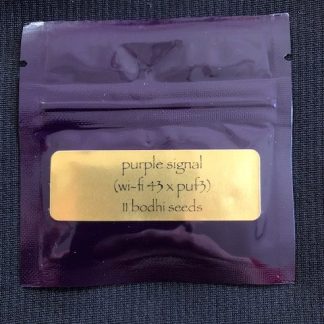 purple signal
(wi-fi 43 x puf3)
11 bodhi seeds